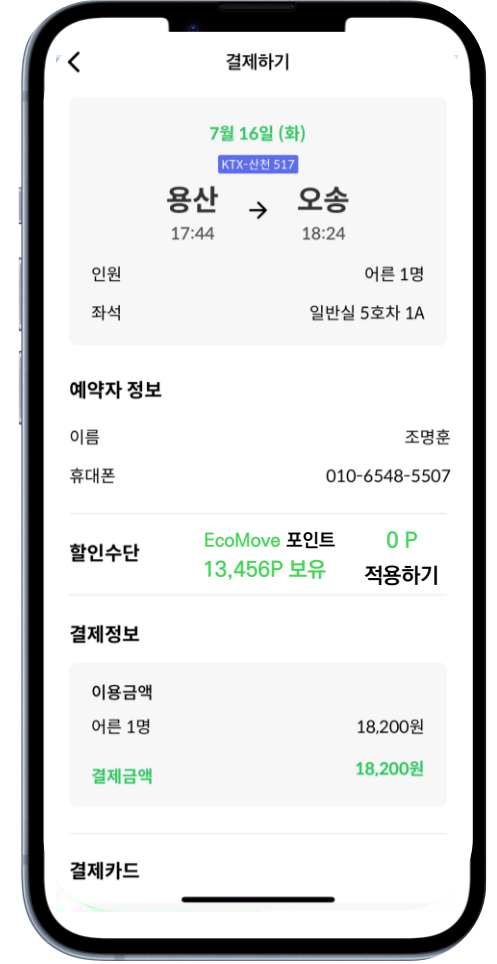 결제하기
7월 16일 (화)
KTX-산천 517
용산 → 오송
17:44 18:24
인원 어른 1명
좌석 일반실 5호차 1A
예약자 정보
이름 조명훈
휴대폰 010-6548-5507
할인수단
EcoMove 포인트 0 P
13,456P 보유 적용하기
결제정보
이용금액
어른 1명 18,200원
결제금액 18,200원
결제카드